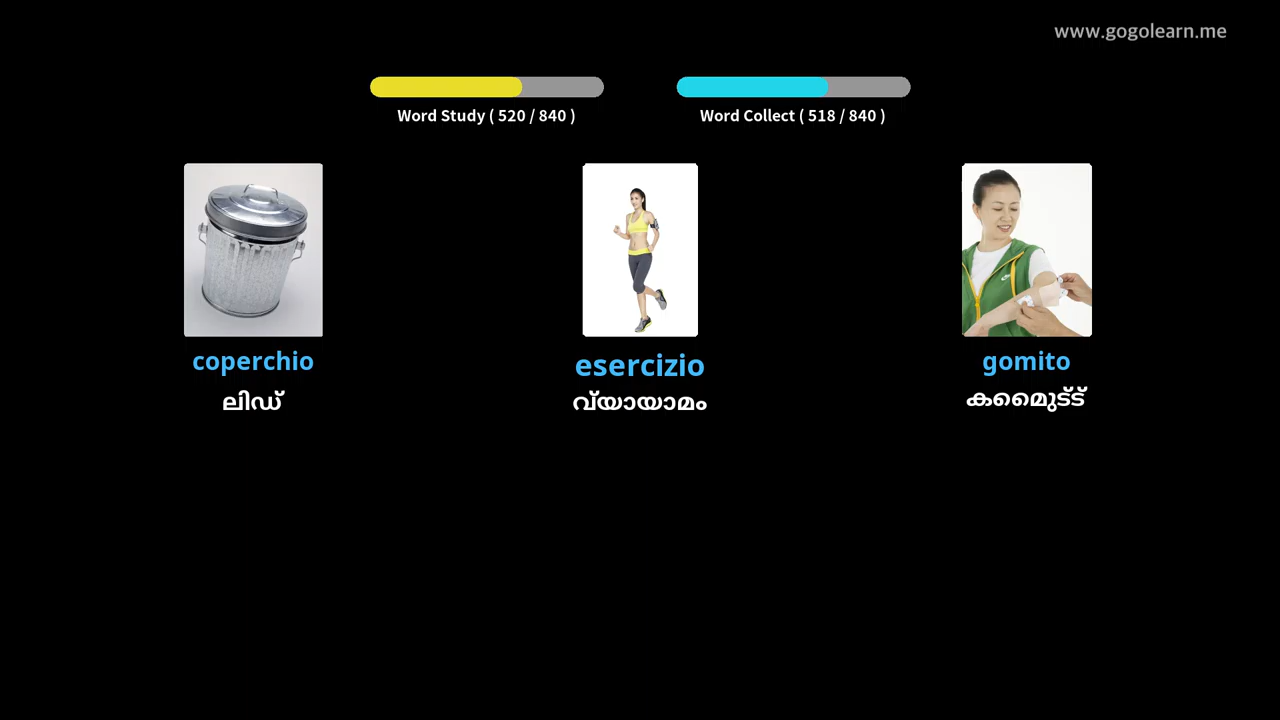 www.gogolearn.me
Word Study ( 520 / 840 )
Word Collect ( 518 / 840 )
coperchio
esercizio
gomito
ലിഡ്
വ്യായാമം
കൈമുട്ട്